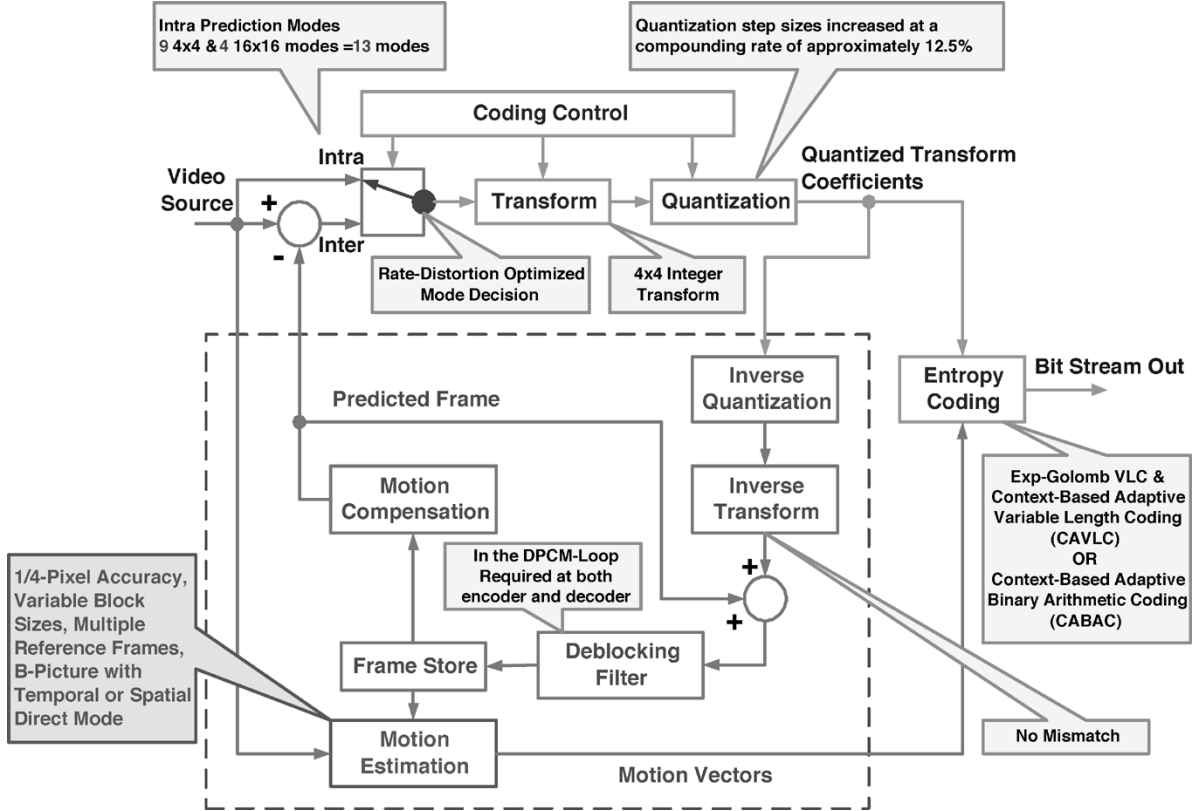 Intra Prediction Modes
9 4x4 & 4 16x16 modes =13 modes
Quantization step sizes increased at a
compounding rate of approximately 12.5%
Coding Control
Intra
Video
Source
+
-
Inter
Transform
Quantization
Quantized Transform
Coefficients
Rate-Distortion Optimized
Mode Decision
4x4 Integer
Transform
Predicted Frame
Inverse
Quantization
Entropy
Coding
Bit Stream Out
Motion
Compensation
Inverse
Transform
Exp-Golomb VLC &
Context-Based Adaptive
Variable Length Coding
(CAVLC)
OR
Context-Based Adaptive
Binary Arithmetic Coding
(CABAC)
In the DPCM-Loop
Required at both
encoder and decoder
+
+
1/4-Pixel Accuracy,
Variable Block
Sizes, Multiple
Reference Frames,
B-Picture with
Temporal or Spatial
Direct Mode
Frame Store
Deblocking
Filter
Motion
Estimation
No Mismatch
Motion Vectors